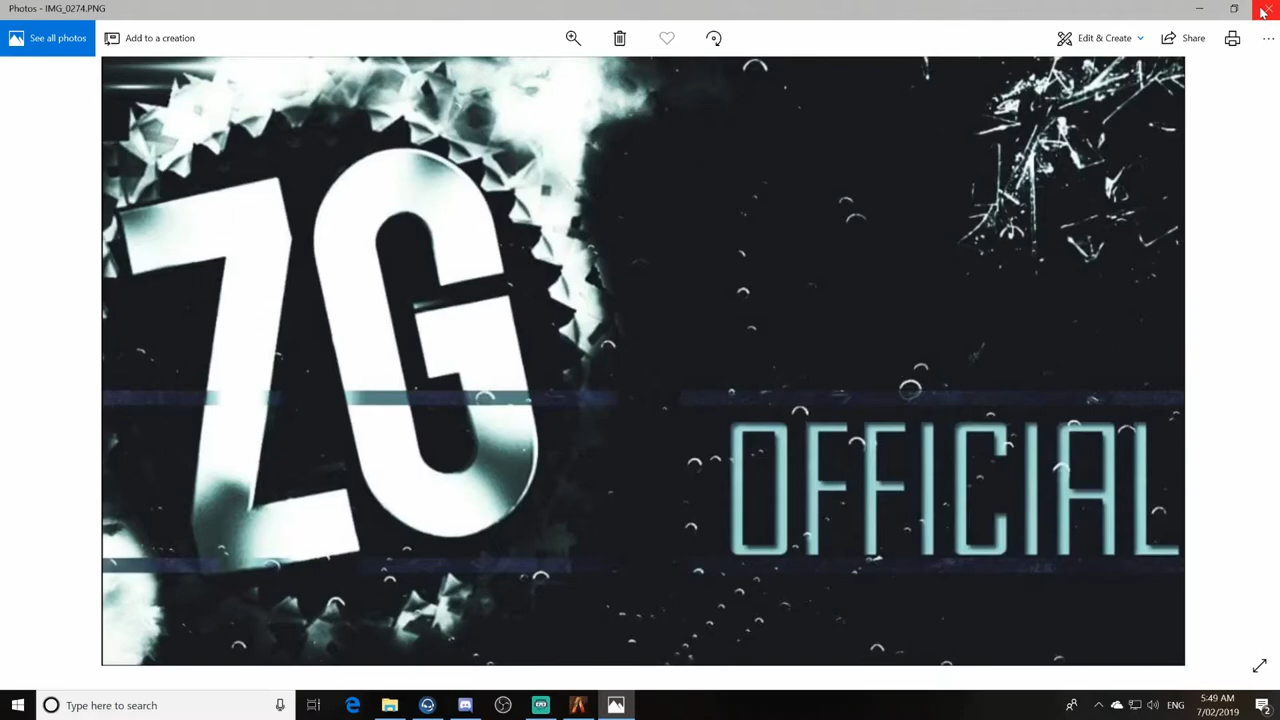 Photos - IMG_0274.PNG
See all photos
Add to a creation
Edit & Create
Share
ZG
OFFICIAL
Type here to search
ENG
5:49 AM
7/02/2019
2